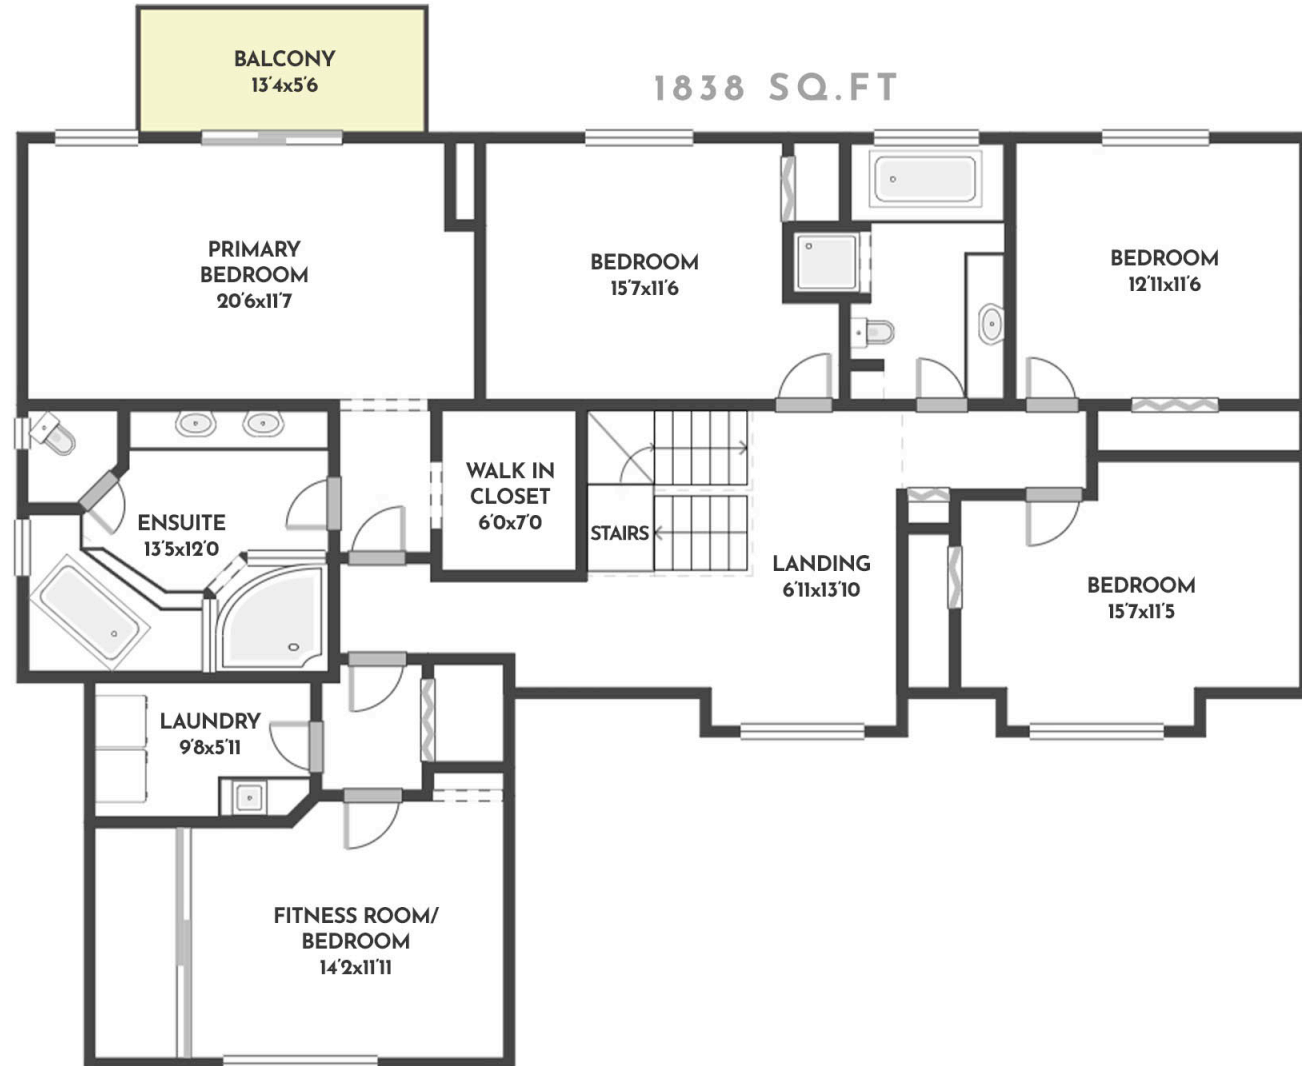 BALCONY
13'4x5'6
1838 SQ.FT
PRIMARY
BEDROOM
20'6x11'7
BEDROOM
15'7x11'6
BEDROOM
12'11x11'6
WALK IN
CLOSET
6'0x7'0
ENSUITE
13'5x12'0
STAIRS
LANDING
6'11x13'10
BEDROOM
15'7x11'5
LAUNDRY
9'8x5'11
FITNESS ROOM/
BEDROOM
14'2x11'11